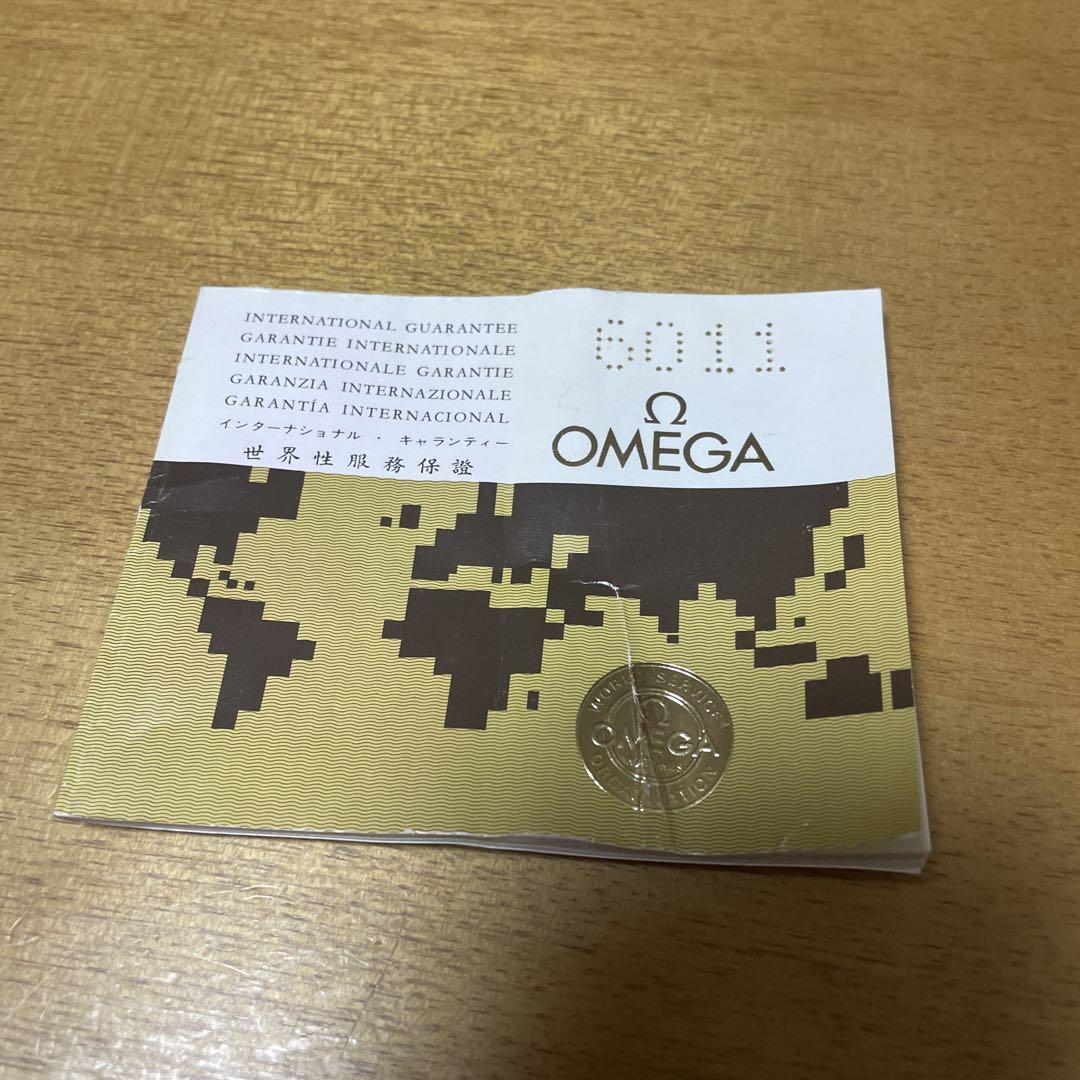 INTERNATIONAL GUARANTEE
GARANTIE INTERNATIONALE
INTERNATIONALE GARANTIE
GARANZIA INTERNAZIONALE
GARANTÍA INTERNACIONAL
インターナショナル · キャランティー
世界性服務保證
6011
Ω
OMEGA
WORLD SERVICE
Ω
OMEGA
ORGANIZATION